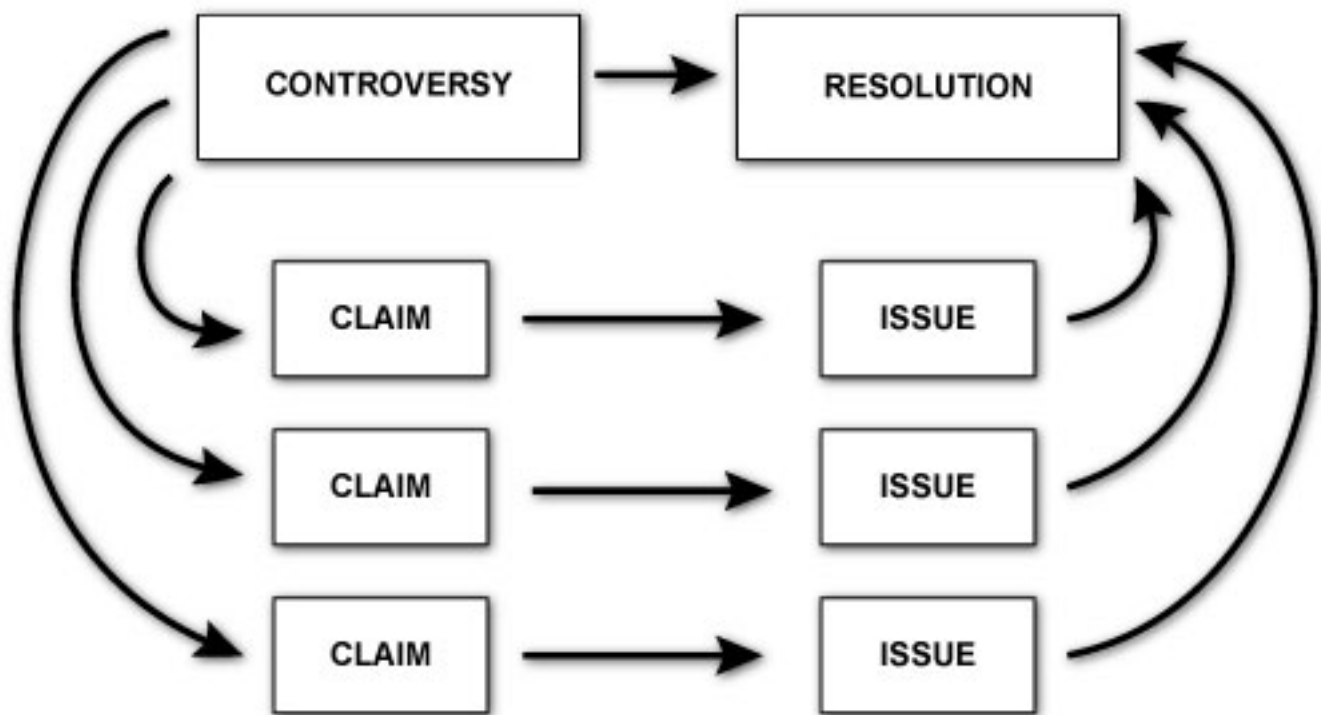 CONTROVERSY
RESOLUTION
CLAIM
ISSUE
CLAIM
ISSUE
CLAIM
ISSUE